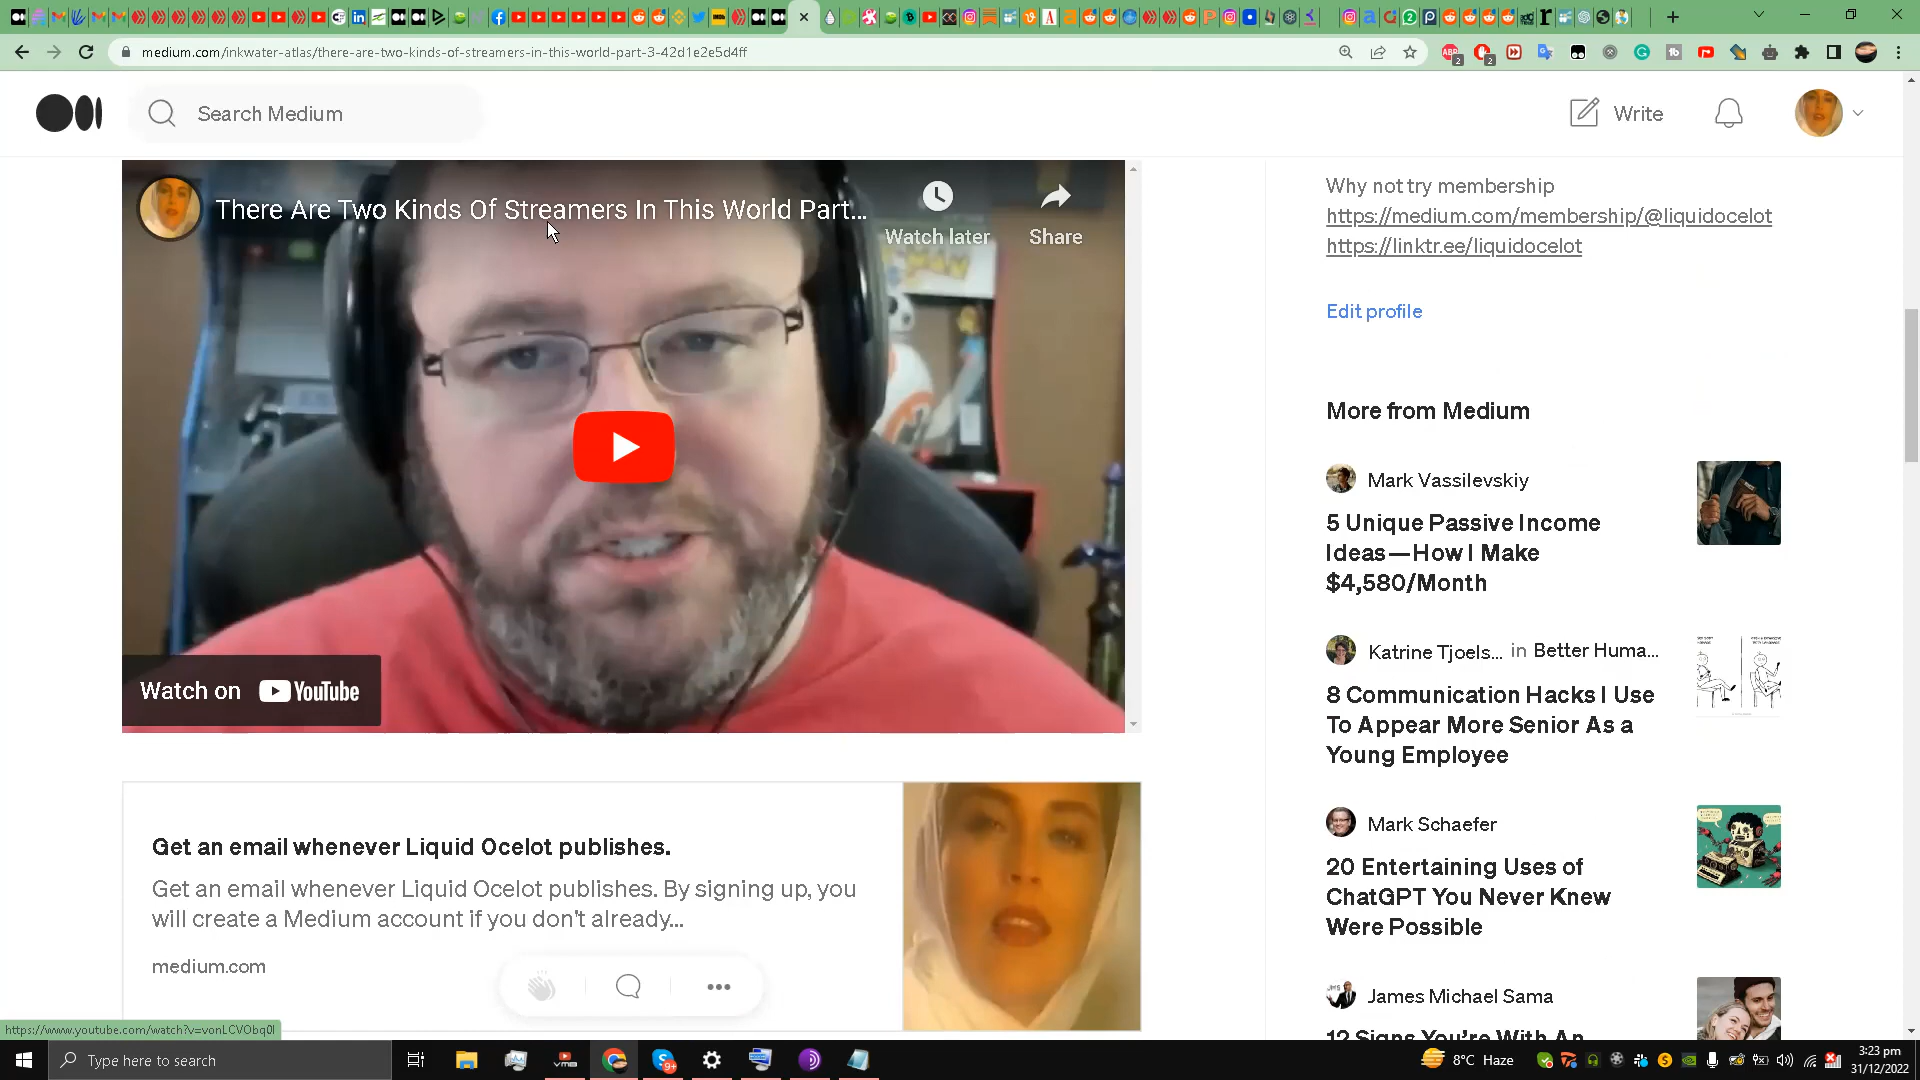 medium.com/inkwater-atlas/there-are-two-kinds-of-streamers-in-this-world-part-3-42d1e2e5d4ff
Search Medium
Write
There Are Two Kinds Of Streamers In This World Part...
Watch later
Share
Watch on YouTube
Get an email whenever Liquid Ocelot publishes.
Get an email whenever Liquid Ocelot publishes. By signing up, you
will create a Medium account if you don't already...
medium.com
Why not try membership
https://medium.com/membership/@liquidocelot
https://linktr.ee/liquidocelot
Edit profile
More from Medium
Mark Vassilevskiy
5 Unique Passive Income
Ideas—How I Make
$4,580/Month
Katrine Tjoels... in Better Huma...
8 Communication Hacks I Use
To Appear More Senior As a
Young Employee
Mark Schaefer
20 Entertaining Uses of
ChatGPT You Never Knew
Were Possible
James Michael Sama
12 Signs You're With An
https://www.youtube.com/watch?v=vonLCVObq0I
Type here to search
8°C Haze
3:23 pm
31/12/2022